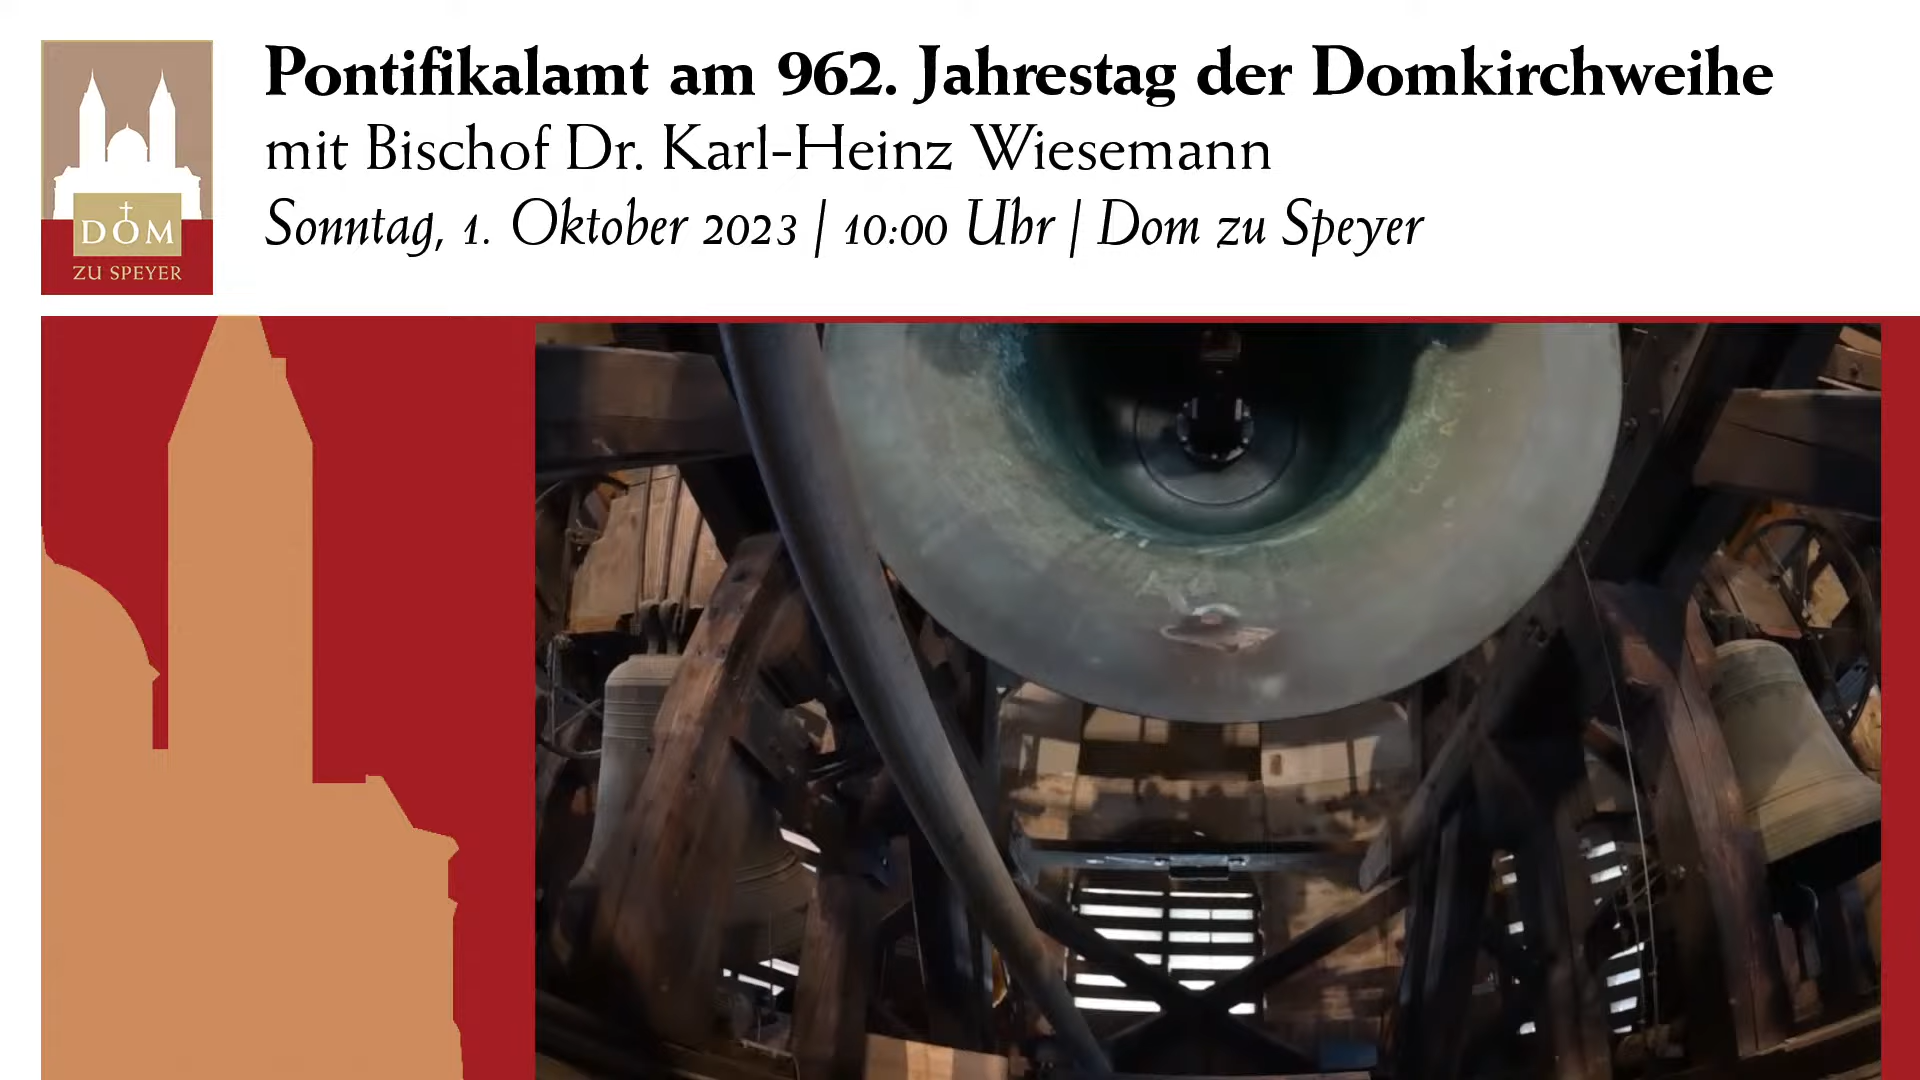 Pontifikalamt am 962. Jahrestag der Domkirchweihe
mit Bischof Dr. Karl-Heinz Wiesemann
Sonntag, 1. Oktober 2023 | 10:00 Uhr | Dom zu Speyer
DOM
ZU SPEYER